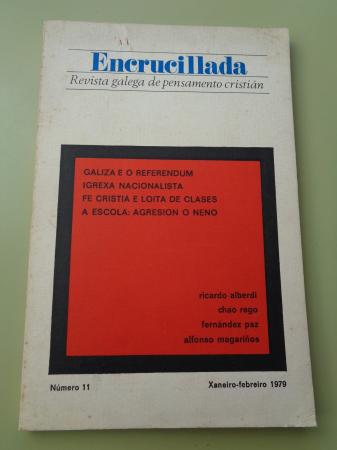 Encrucillada
Revista galega de pensamento cristián
GALIZA E O REFERENDUM
IGREXA NACIONALISTA
FE CRISTIA E LOITA DE CLASES
A ESCOLA: AGRESION O NENO
ricardo alberdi
chao rego
fernández paz
alfonso magariños
Número 11 Xaneiro-febreiro 1979